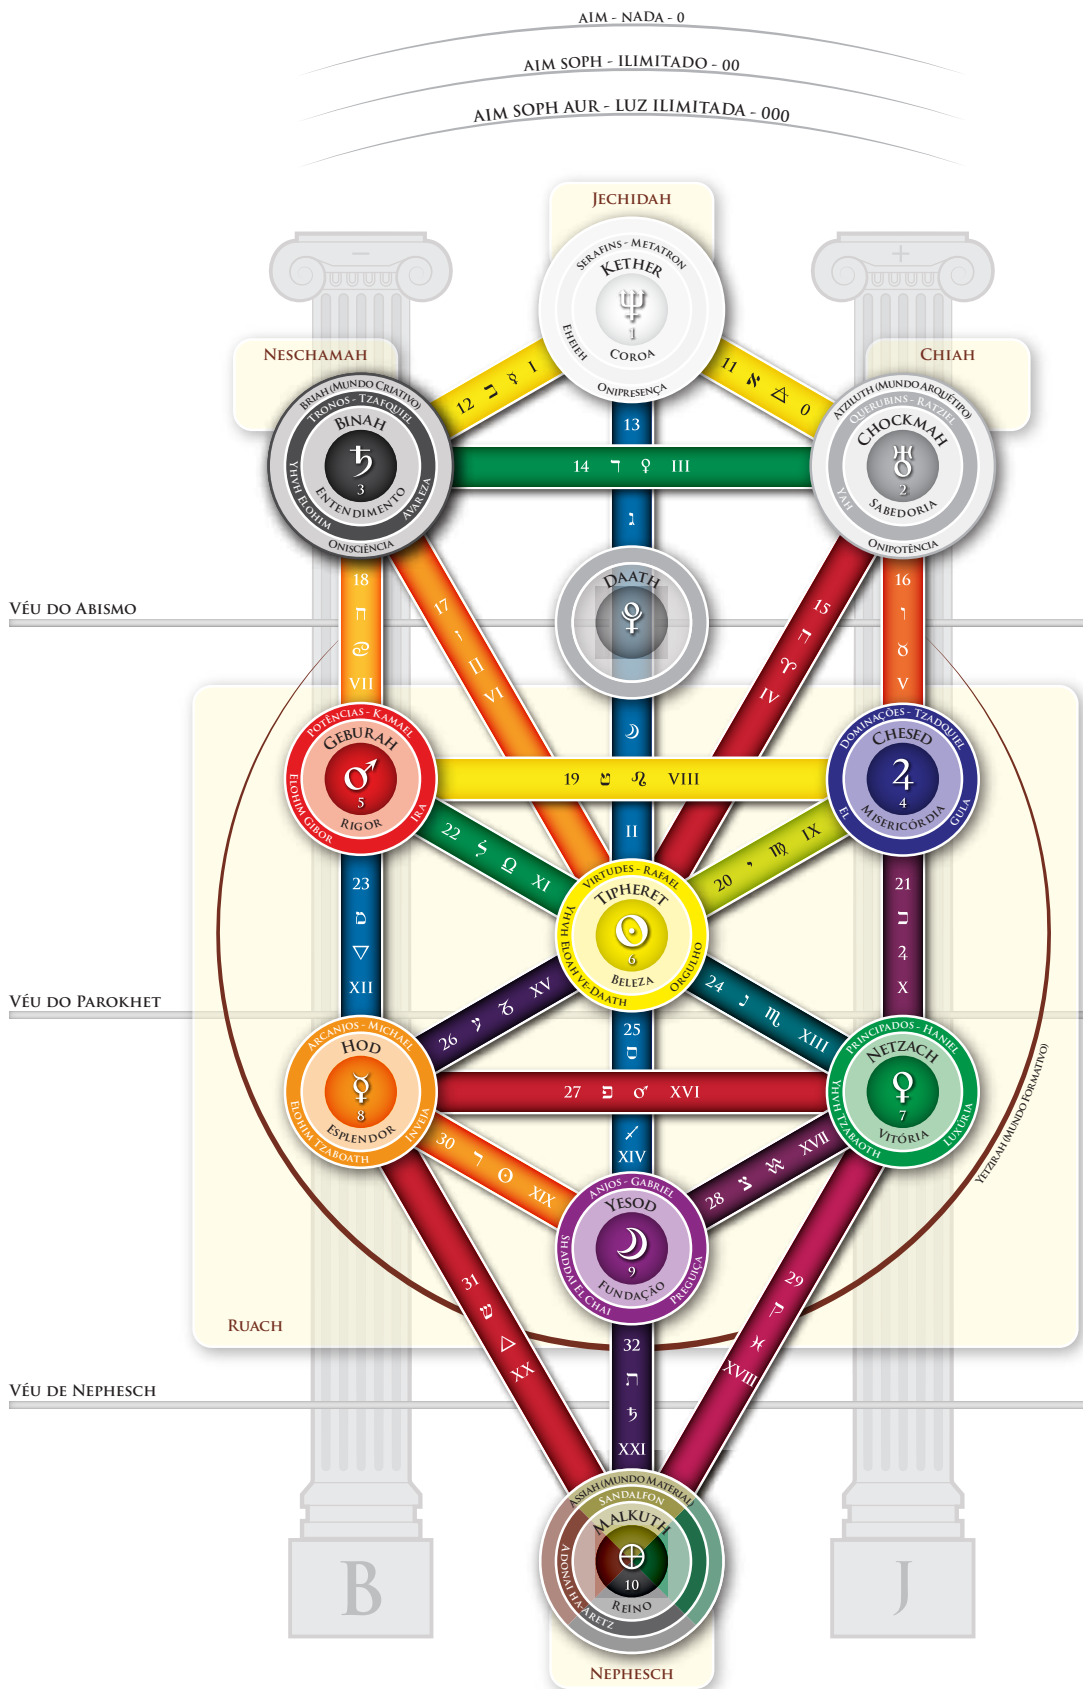 AIM - NADA - 0
AIM SOPH - ILIMITADO - 00
AIM SOPH AUR - LUZ ILIMITADA - 000
JECHIDAH
SERAFINS - METATRON
KETHER
♆
1
COROA
EHEIEH
ONIPRESENÇA
−
+
NESCHAMAH
CHIAH
12 ב ☿ I
11 א 🜁 0
BRIAH (MUNDO CRIATIVO)
TRONOS - TZAFQUIEL
BINAH
♄
3
ENTENDIMENTO
YHVH ELOHIM
AVAREZA
ONISCIÊNCIA
ATZILUTH (MUNDO ARQUÉTIPO)
QUERUBINS - RATZIEL
CHOCKMAH
♅
2
SABEDORIA
YAH
ONIPOTÊNCIA
13 ג ☽ II
14 ד ♀ III
DAATH
♇
VÉU DO ABISMO
18 ח ♋ VII
17 ז II VI
15 ה ♈ IV
16 ו ♉ V
POTÊNCIAS - KAMAEL
GEBURAH
♂
5
RIGOR
ELOHIM GIBOR
IRA
DOMINAÇÕES - TZADQUIEL
CHESED
♃
4
MISERICÓRDIA
EL
GULA
19 ט ♌ VIII
22 ל ♎ XI
20 י ♍ IX
VIRTUDES - RAFAEL
TIPHERET
☉
6
BELEZA
YHAH ELOAH VE-DAATH
ORGULHO
23 מ ▽ XII
21 כ ♃ X
VÉU DO PAROKHET
26 ע ♑ XV
24 נ ♏ XIII
25 ס ♐ XIV
ARCANJOS - MICHAEL
HOD
☿
8
ESPLENDOR
ELOHIM TZABOATH
INVEJA
PRINCIPADOS - HANIEL
NETZACH
♀
7
VITÓRIA
YHAH TZABAOTH
LUXÚRIA
YETZIRAH (MUNDO FORMATIVO)
27 פ ♂ XVI
30 ר ☉ XIX
28 צ ♒ XVII
ANJOS - GABRIEL
YESOD
☽
9
FUNDAÇÃO
SHADDAI EL CHAI
PREGUIÇA
RUACH
31 ש △ XX
32 ת ♄ XXI
29 ק ♓ XVIII
VÉU DE NEPHESCH
ASSIAH (MUNDO MATERIAL)
SANDALFON
MALKUTH
⊕
10
REINO
ADONAI HA-ARETZ
B
J
NEPHESCH